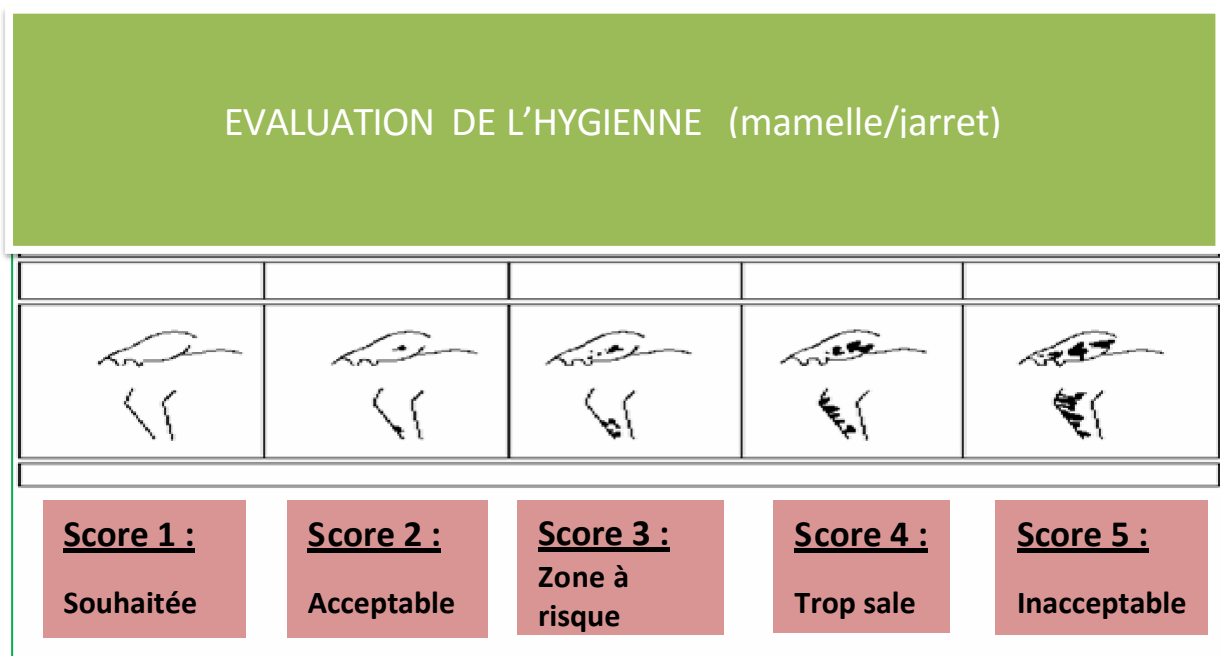 EVALUATION DE L’HYGIENNE (mamelle/jarret)
Score 1 :
Souhaitée
Score 2 :
Acceptable
Score 3 :
Zone à
risque
Score 4 :
Trop sale
Score 5 :
Inacceptable